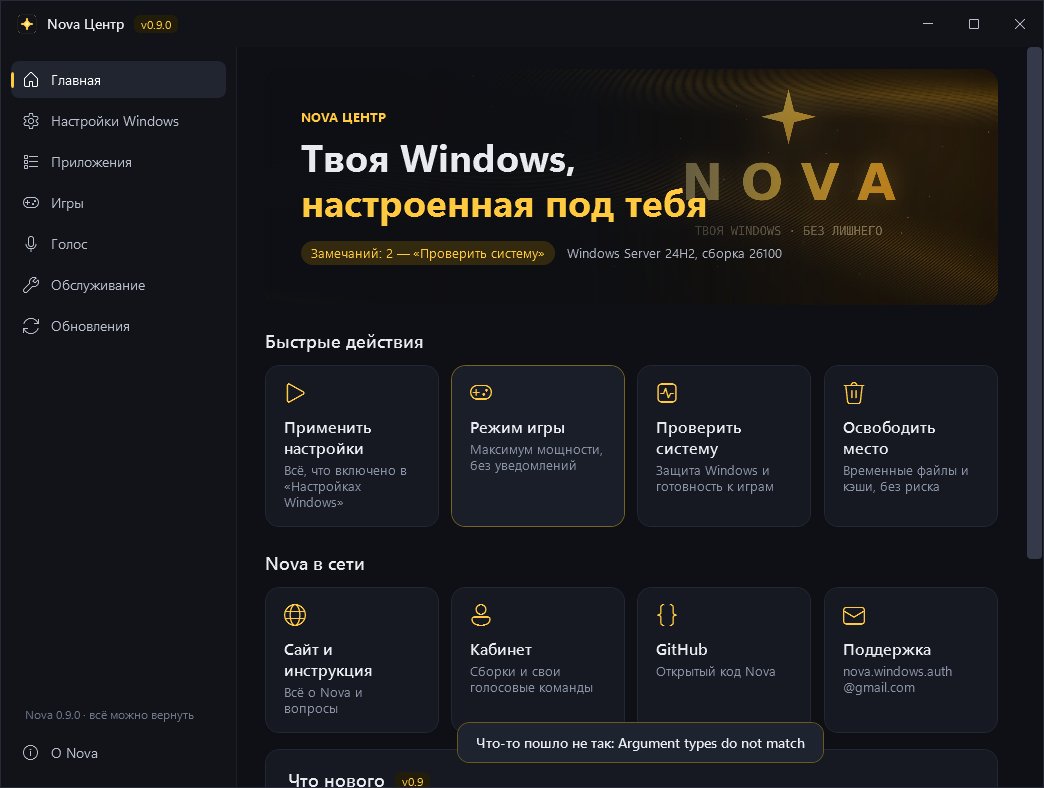 Nova Центр v0.9.0
Главная
Настройки Windows
Приложения
Игры
Голос
Обслуживание
Обновления
Nova 0.9.0 · всё можно вернуть
О Nova
NOVA ЦЕНТР
Твоя Windows,
настроенная под тебя
Замечаний: 2 — «Проверить систему» Windows Server 24H2, сборка 26100
NOVA
ТВОЯ WINDOWS · БЕЗ ЛИШНЕГО
Быстрые действия
Применить
настройки
Всё, что включено в
«Настройках
Windows»
Режим игры
Максимум мощности,
без уведомлений
Проверить
систему
Защита Windows и
готовность к играм
Освободить
место
Временные файлы и
кэши, без риска
Nova в сети
Сайт и
инструкция
Всё о Nova и
вопросы
Кабинет
Сборки и свои
голосовые команды
GitHub
Открытый код Nova
Поддержка
nova.windows.auth
@gmail.com
Что-то пошло не так: Argument types do not match
Что нового v0.9